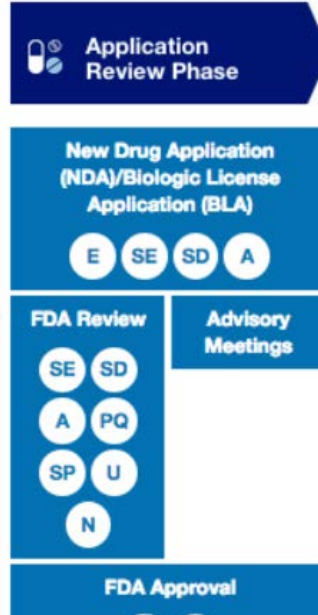 Application
Review Phase
New Drug Application
(NDA)/Biologic License
Application (BLA)
E SE SD A
FDA Review
SE SD
A PQ
SP U
N
Advisory
Meetings
FDA Approval